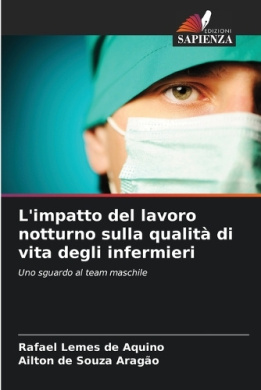 EDIZIONI
SAPIENZA
L'impatto del lavoro
notturno sulla qualità di
vita degli infermieri
Uno sguardo al team maschile
Rafael Lemes de Aquino
Ailton de Souza Aragão